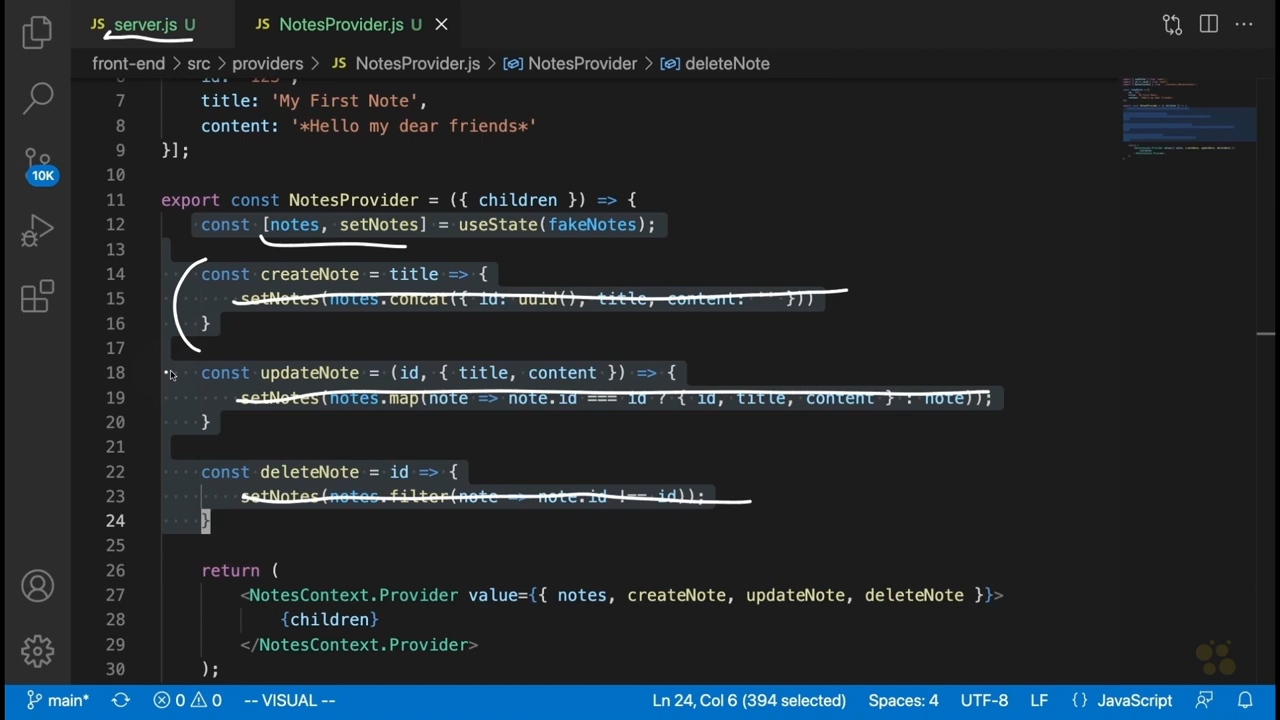 JS server.js U
JS NotesProvider.js U
front-end > src > providers > JS NotesProvider.js > NotesProvider > deleteNote
7 title: 'My First Note',
8 content: '*Hello my dear friends*'
9 }];
10
11 export const NotesProvider = ({ children }) => {
12 const [notes, setNotes] = useState(fakeNotes);
13
14 const createNote = title => {
15 setNotes(notes.concat({ id: uuid(), title, content: '' }))
16 }
17
18 const updateNote = (id, { title, content }) => {
19 setNotes(notes.map(note => note.id === id ? { id, title, content } : note));
20 }
21
22 const deleteNote = id => {
23 setNotes(notes.filter(note => note.id !== id));
24 }
25
26 return (
27 <NotesContext.Provider value={{ notes, createNote, updateNote, deleteNote }}>
28 {children}
29 </NotesContext.Provider>
30 );
10K
main* 0 0 -- VISUAL -- Ln 24, Col 6 (394 selected) Spaces: 4 UTF-8 LF {} JavaScript